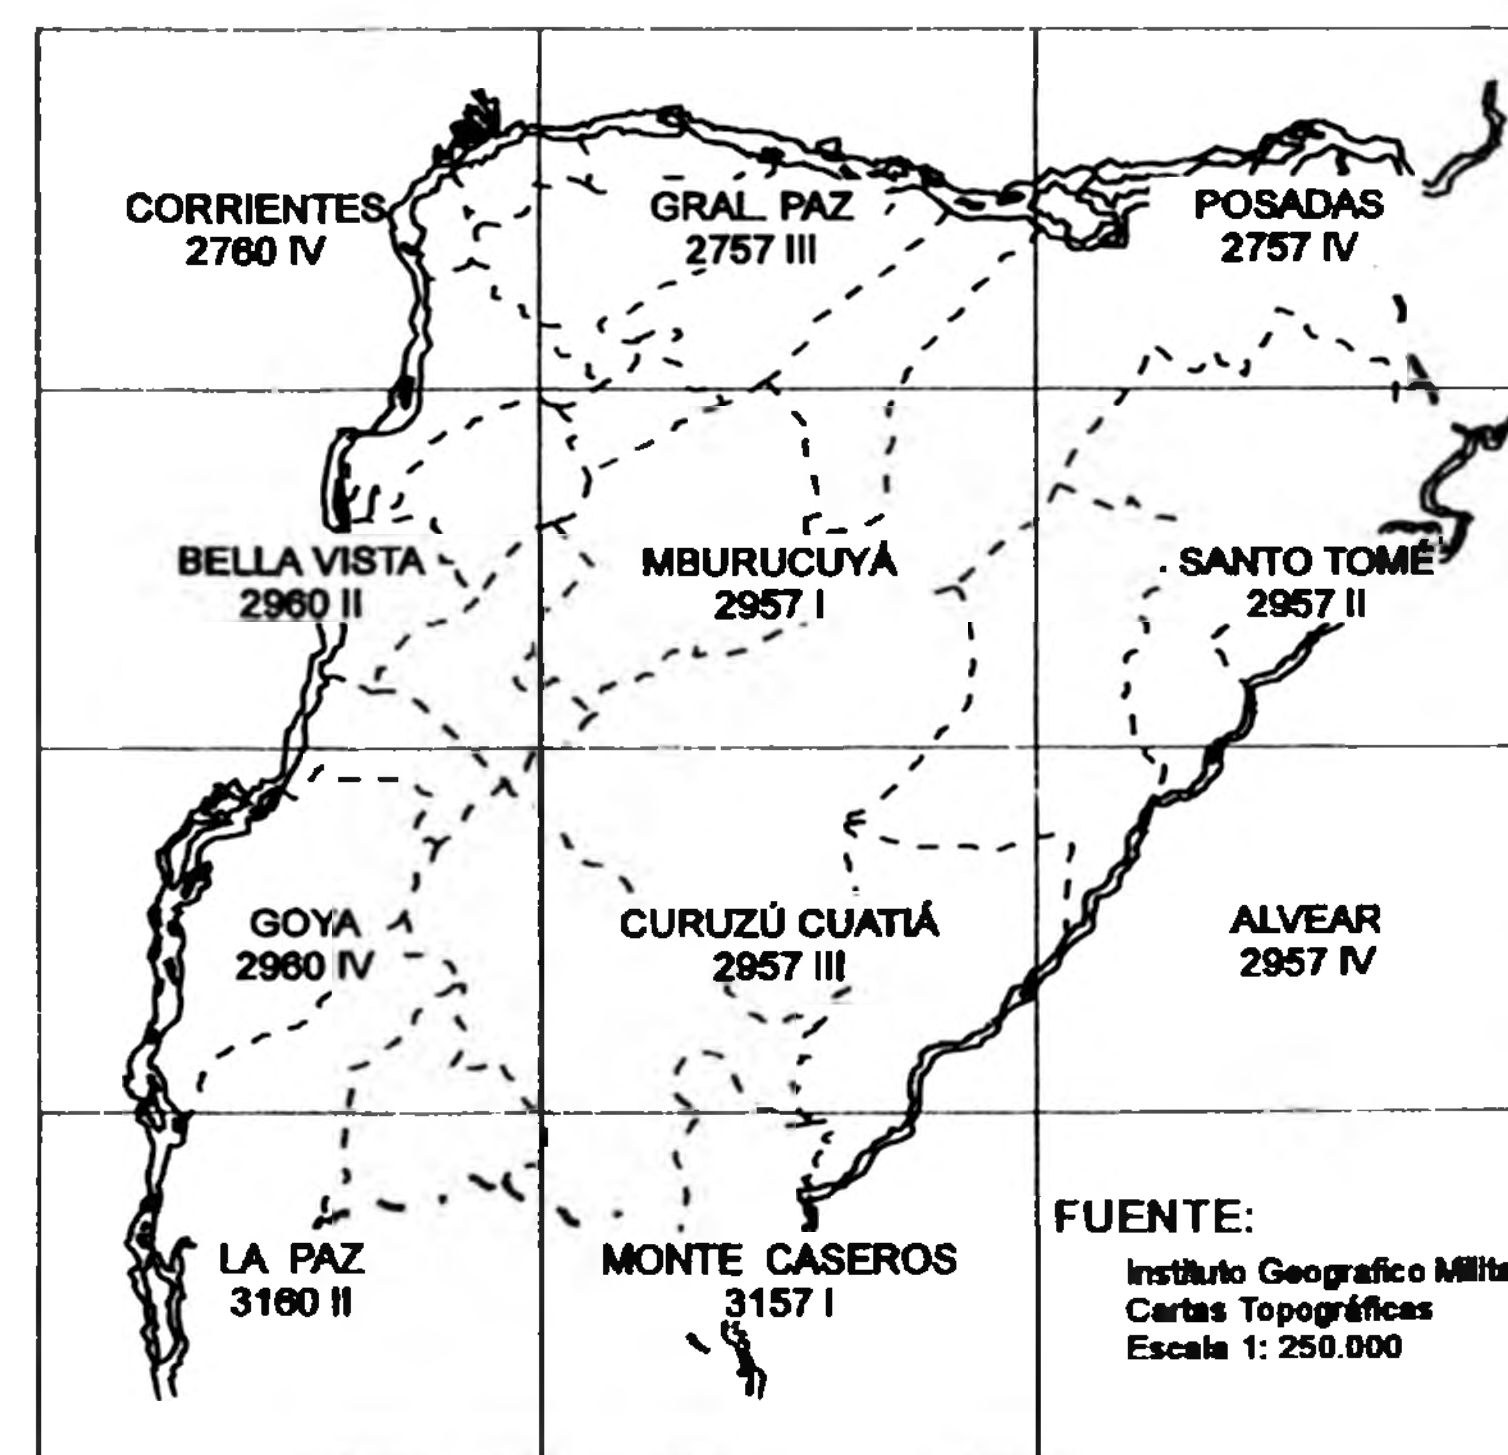 CORRIENTES
2760 IV
GRAL. PAZ
2757 III
POSADAS
2757 IV
BELLA VISTA
2960 II
MBURUCUYÁ
2957 I
SANTO TOMÉ
2957 II
GOYA
2960 IV
CURUZÚ CUATIÁ
2957 III
ALVEAR
2957 IV
LA PAZ
3160 II
MONTE CASEROS
3157 I
FUENTE:
Instituto Geografico Milita
Cartas Topográficas
Escala 1: 250.000